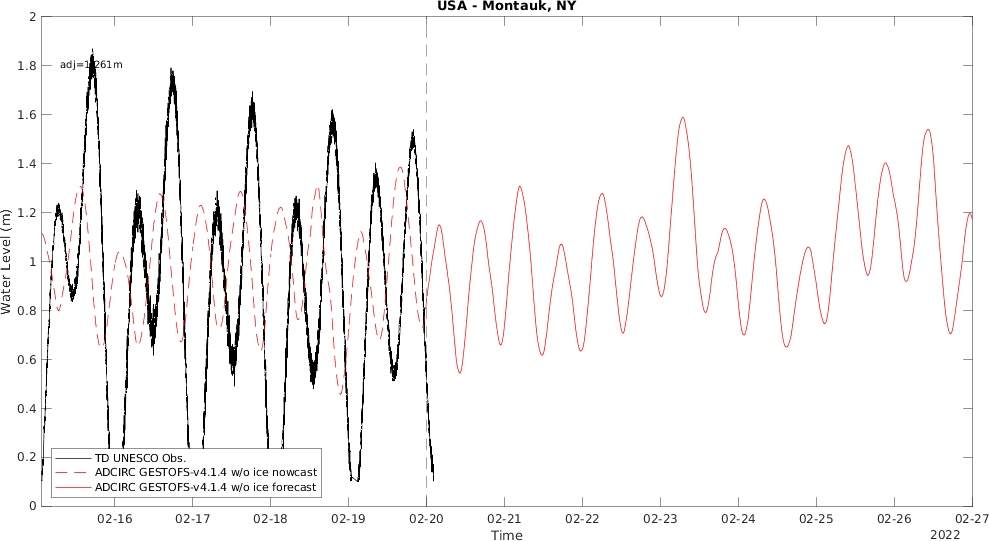 USA - Montauk, NY
adj=1.261m
Water Level (m)
2
1.8
1.6
1.4
1.2
1
0.8
0.6
0.4
0.2
0
TD UNESCO Obs.
ADCIRC GESTOFS-v4.1.4 w/o ice nowcast
ADCIRC GESTOFS-v4.1.4 w/o ice forecast
02-16 02-17 02-18 02-19 02-20 02-21 02-22 02-23 02-24 02-25 02-26 02-27
Time
2022